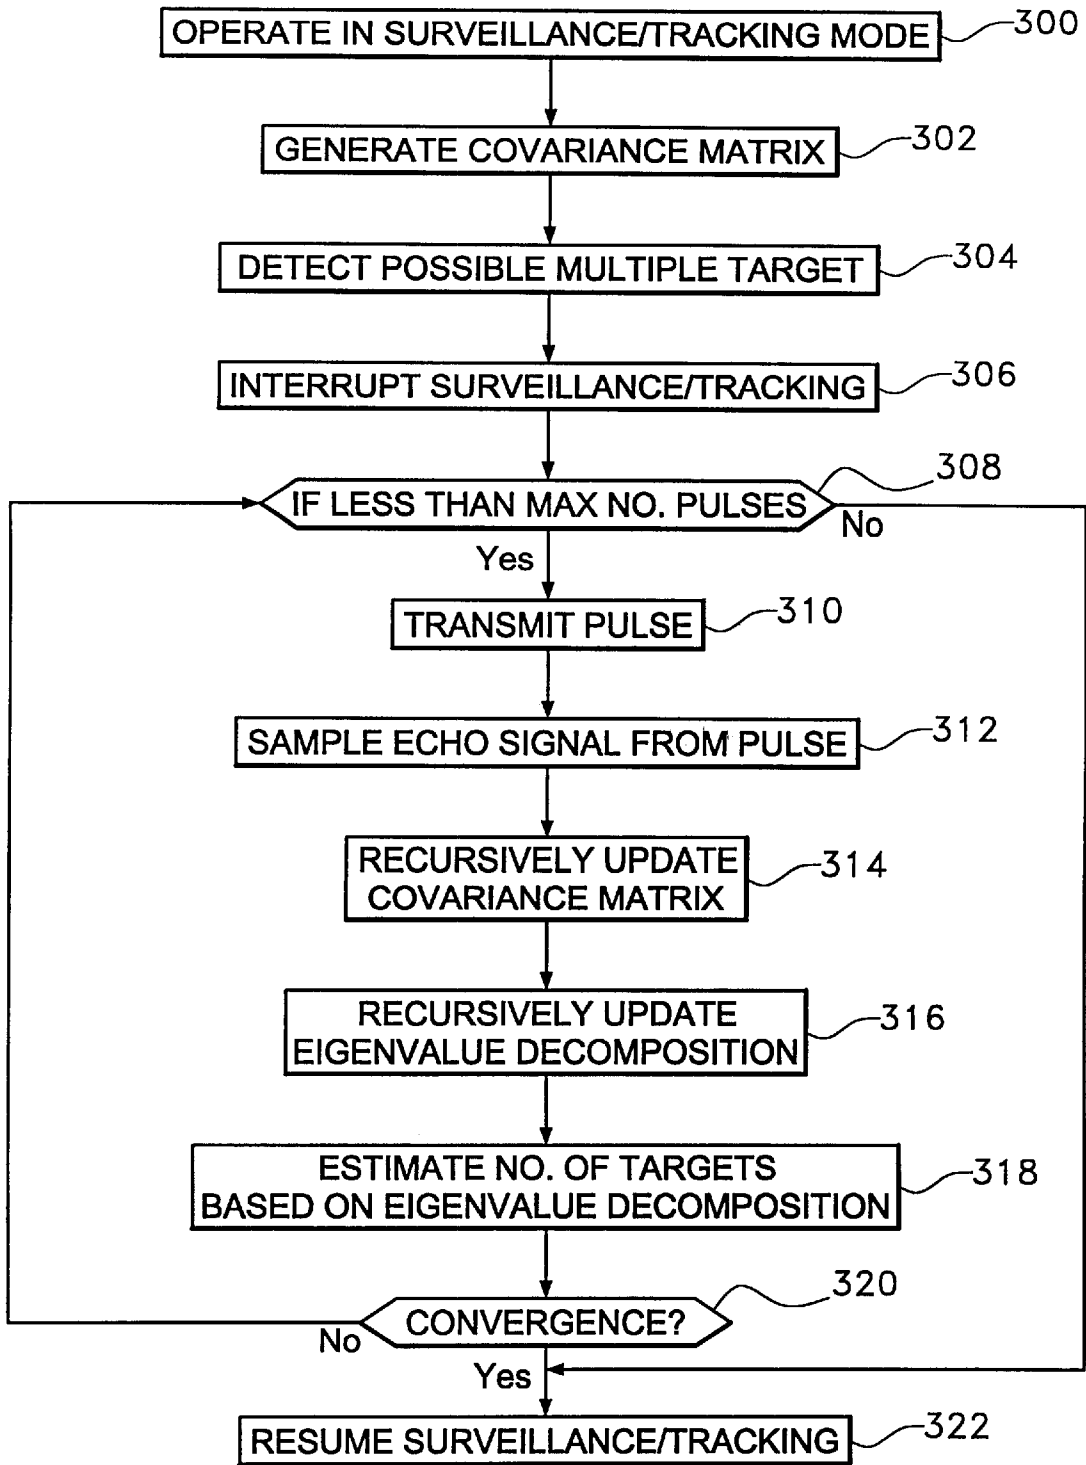 OPERATE IN SURVEILLANCE/TRACKING MODE
300
GENERATE COVARIANCE MATRIX
302
DETECT POSSIBLE MULTIPLE TARGET
304
INTERRUPT SURVEILLANCE/TRACKING
306
IF LESS THAN MAX NO. PULSES
308
No
Yes
TRANSMIT PULSE
310
SAMPLE ECHO SIGNAL FROM PULSE
312
RECURSIVELY UPDATE
COVARIANCE MATRIX
314
RECURSIVELY UPDATE
EIGENVALUE DECOMPOSITION
316
ESTIMATE NO. OF TARGETS
BASED ON EIGENVALUE DECOMPOSITION
318
CONVERGENCE?
320
No
Yes
RESUME SURVEILLANCE/TRACKING
322